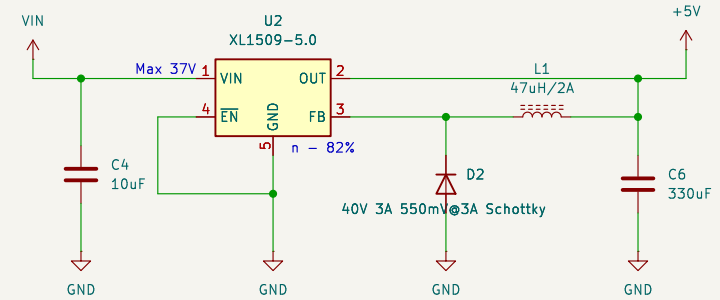 VIN
U2
XL1509-5.0
+5V
Max 37V
1
VIN
OUT
2
L1
47uH/2A
4
EN
GND
FB
3
5
n - 82%
C4
10uF
D2
40V 3A 550mV@3A Schottky
C6
330uF
GND
GND
GND
GND